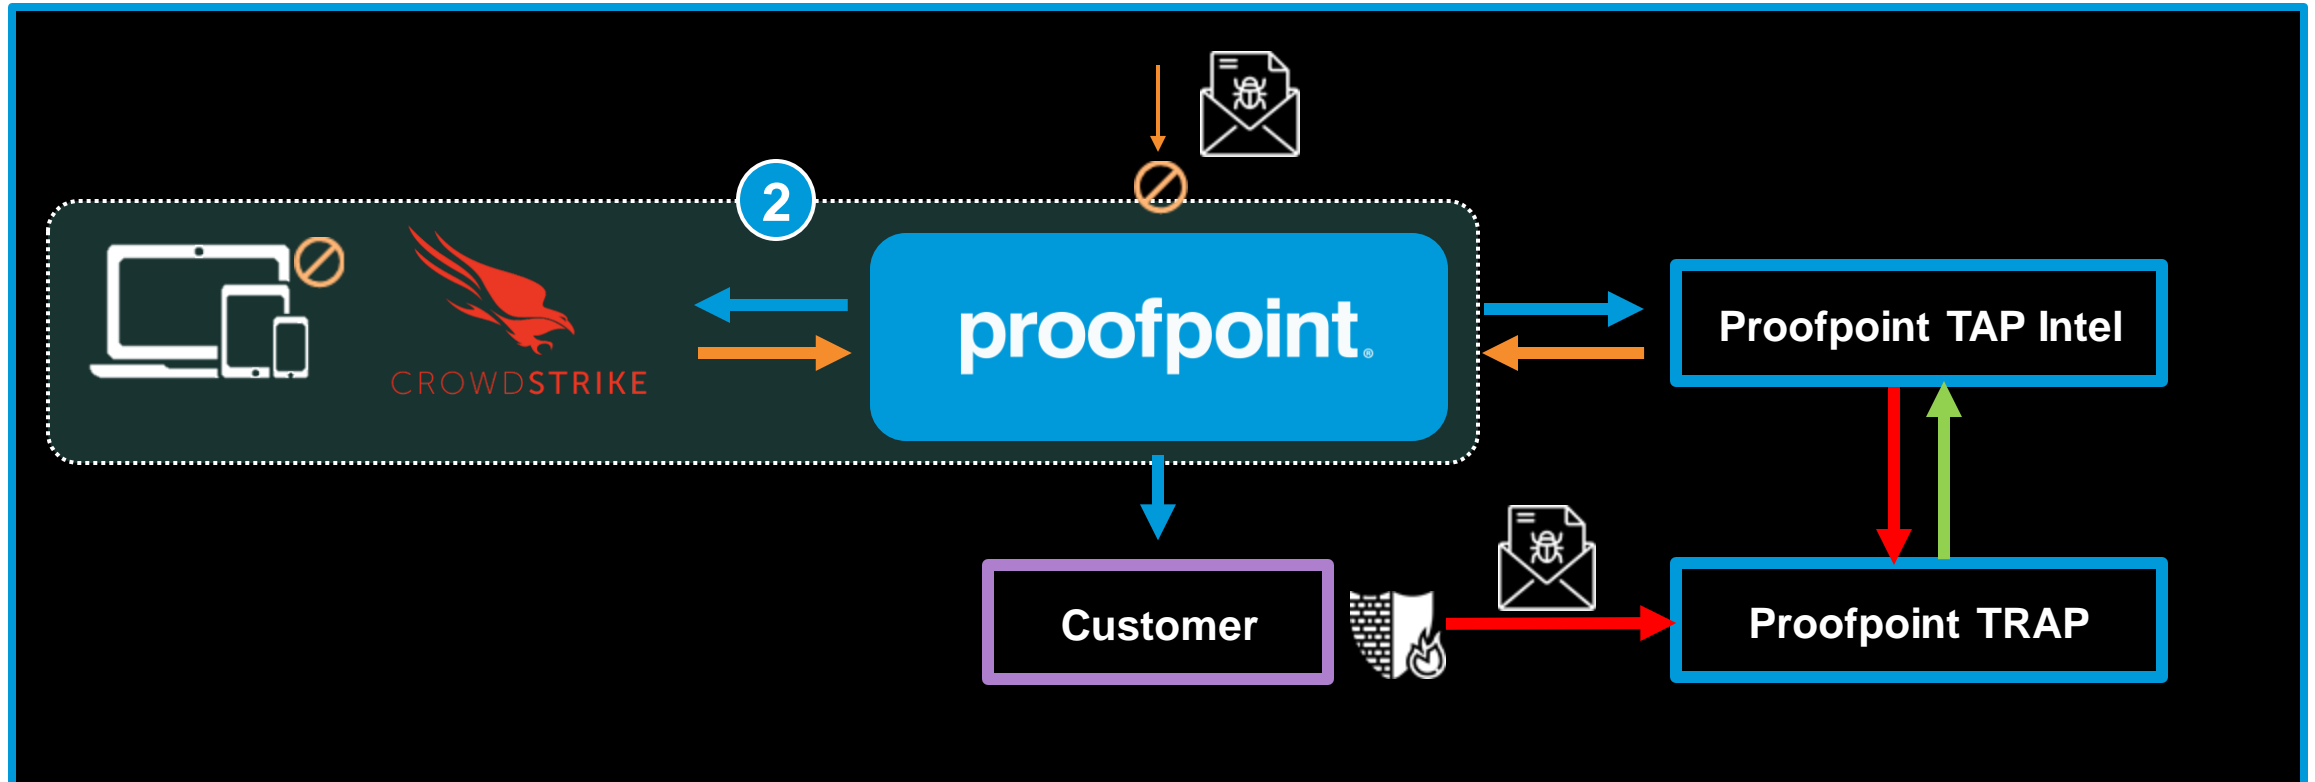 2
CROWDSTRIKE
proofpoint®
Proofpoint TAP Intel
Customer
Proofpoint TRAP